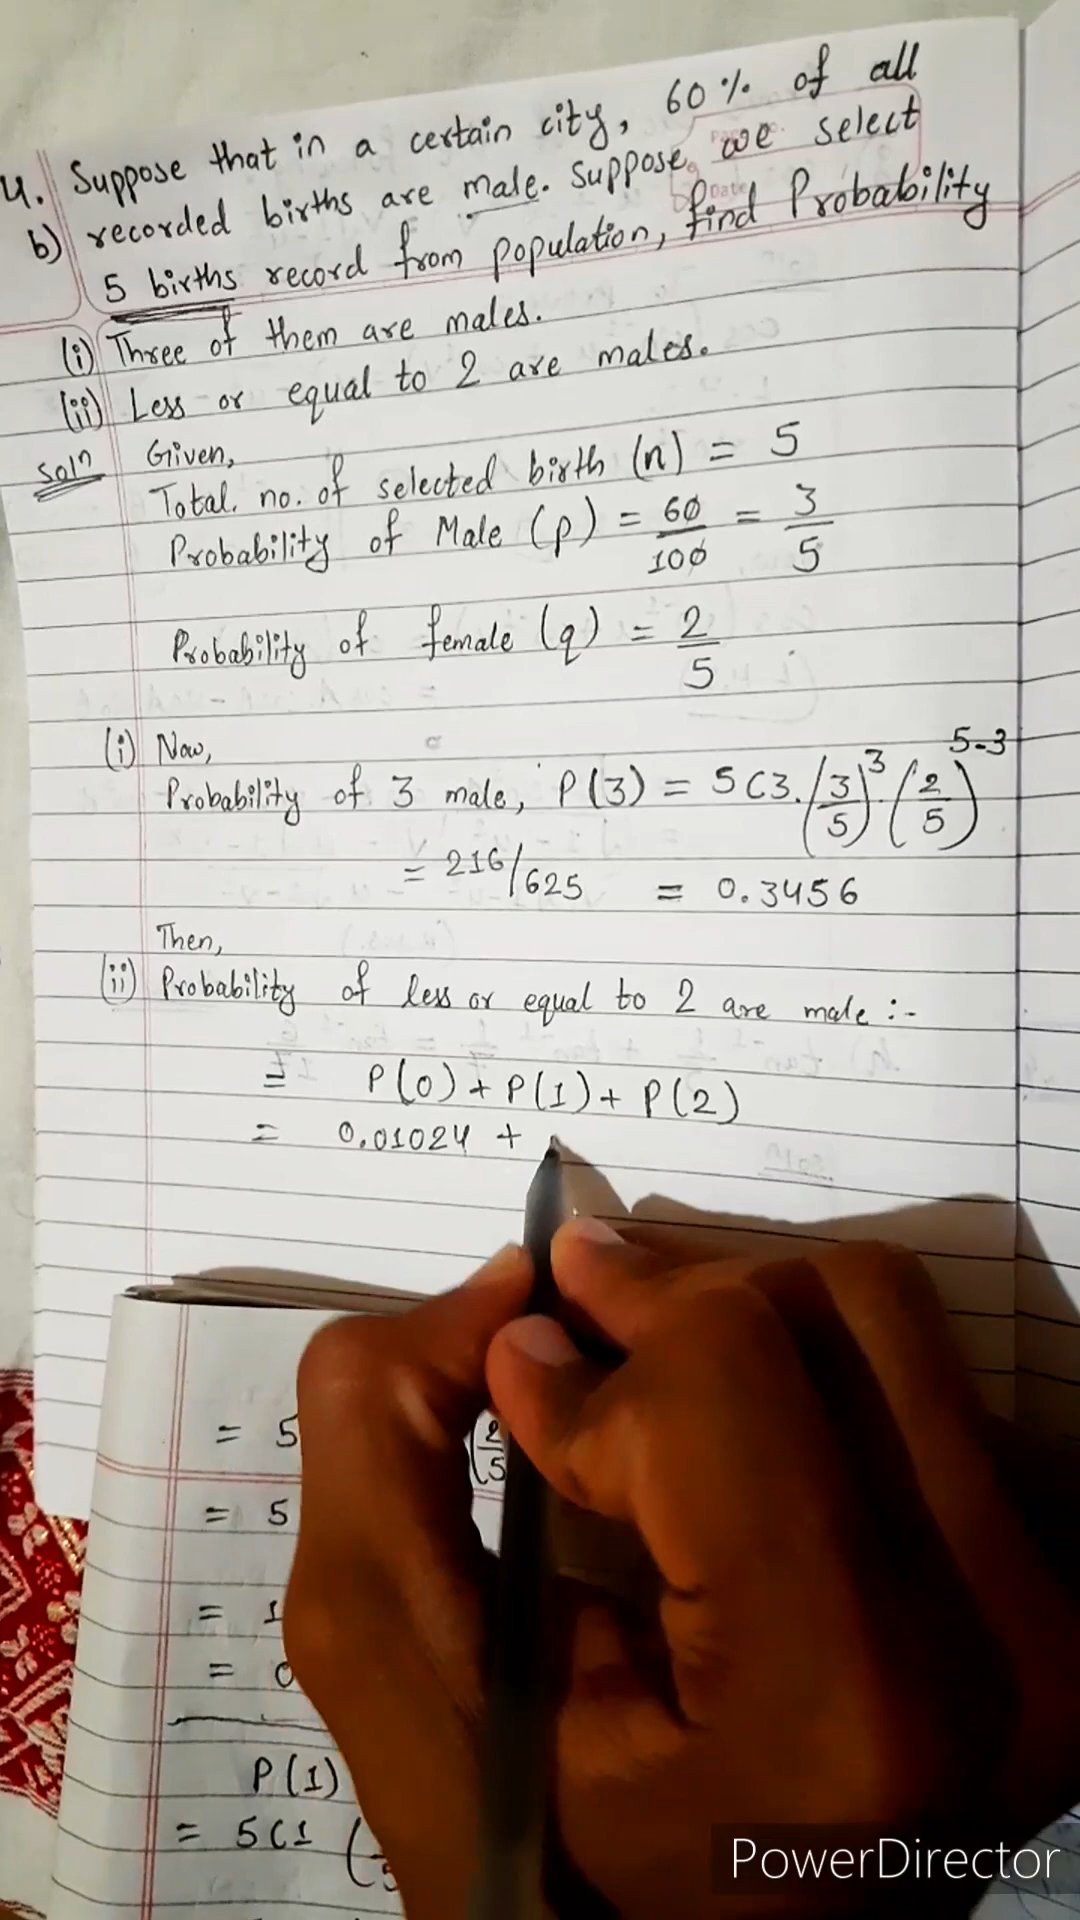 4. Suppose that in a certain city, 60% of all
b) recorded births are male. Suppose we select
5 births record from population, find Probability
(i) Three of them are males.
(ii) Less or equal to 2 are males.
Soln Given,
Total. no. of selected birth (n) = 5
Probability of Male (p) = 60/100 = 3/5
Probability of female (q) = 2/5
(i) Now,
Probability of 3 male, P(3) = 5C3.(3/5)^3.(2/5)^5-3
= 216/625 = 0.3456
Then,
(ii) Probability of less or equal to 2 are male :-
= P(0) + P(1) + P(2)
= 0.01024 +
= 5 (2/5
= 5
= 1
= 0
P(1)
= 5C1 ( 5
PowerDirector